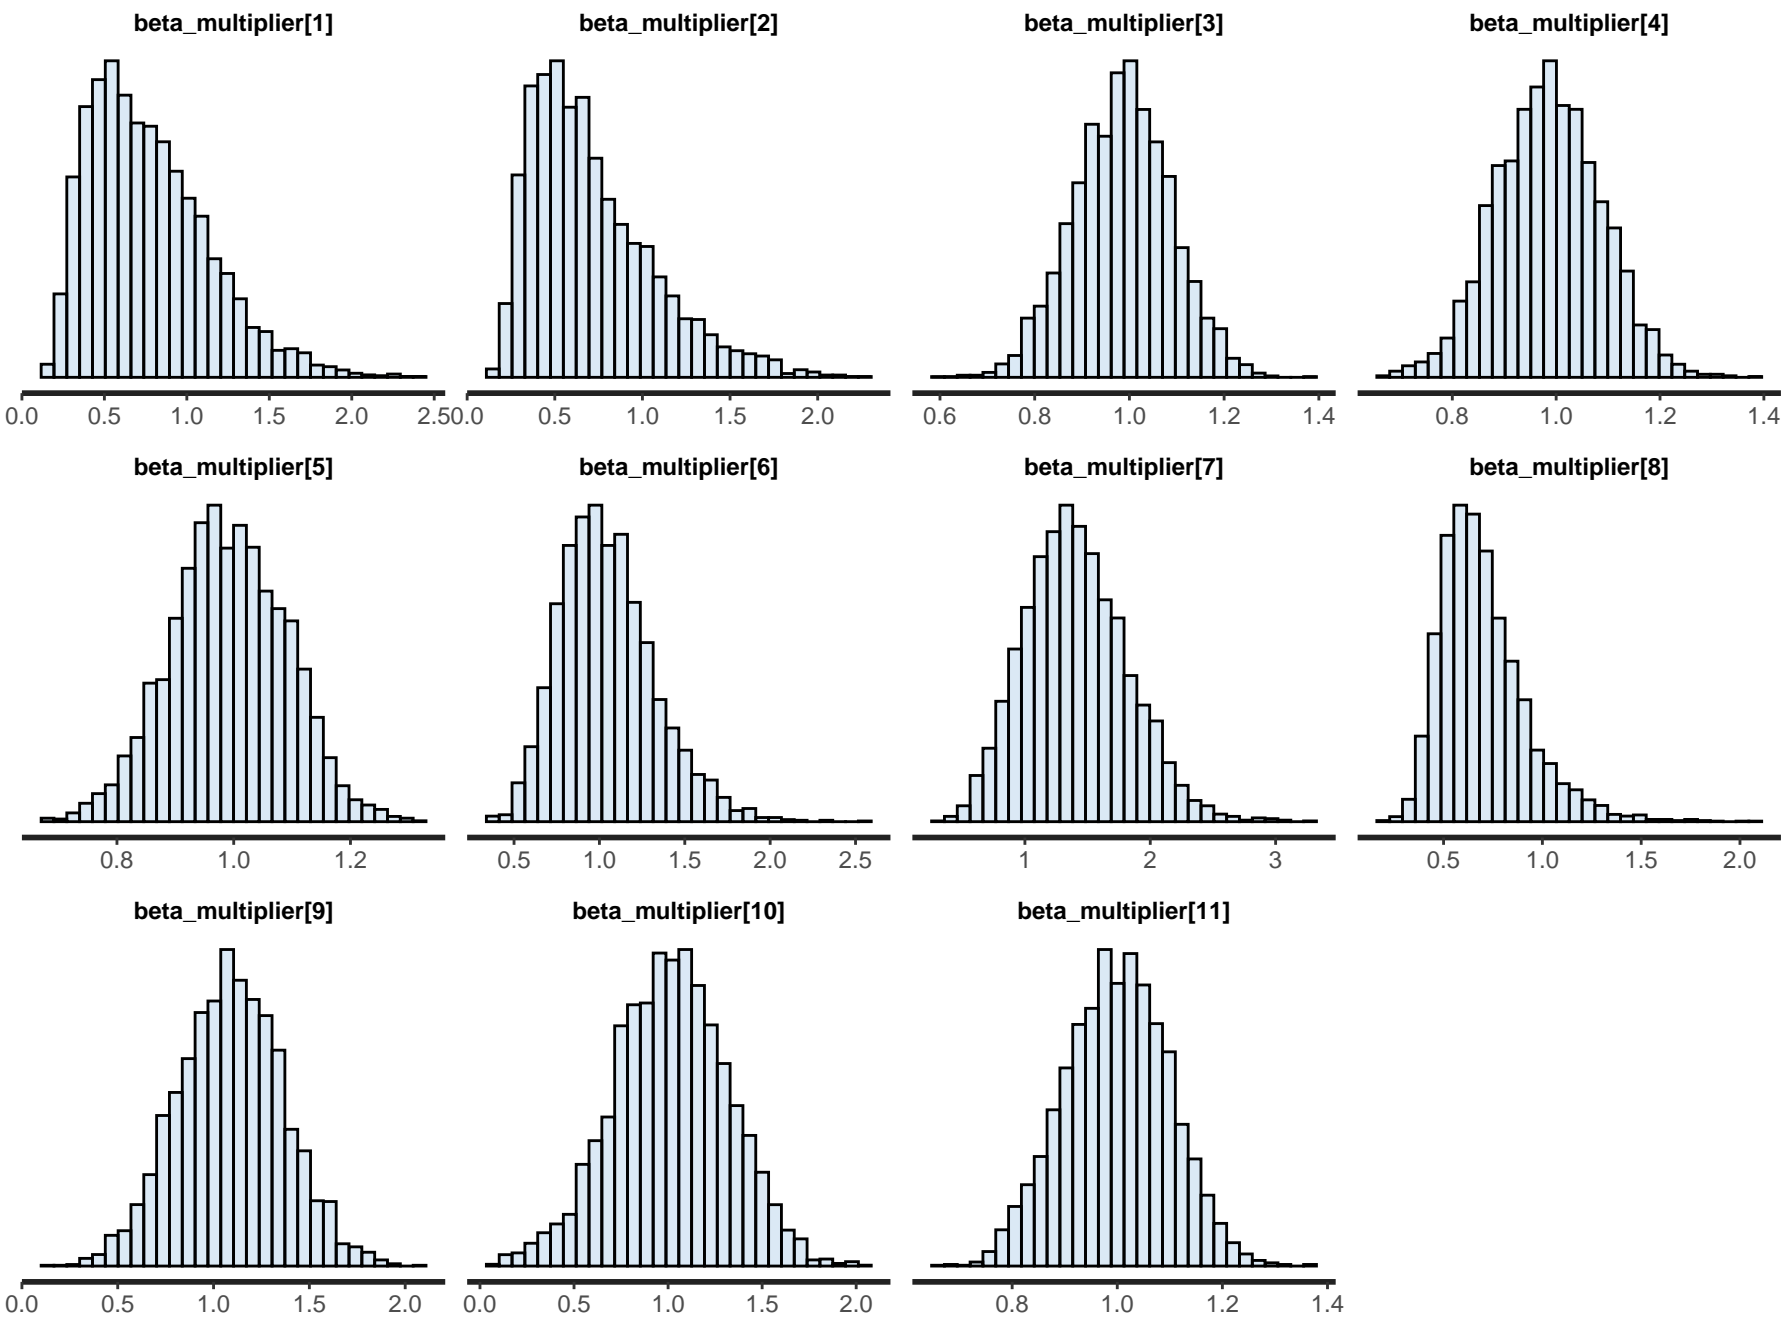 beta_multiplier[1] beta_multiplier[2] beta_multiplier[3] beta_multiplier[4]
0.0 0.5 1.0 1.5 2.0 2.5 0.0 0.5 1.0 1.5 2.0 0.6 0.8 1.0 1.2 1.4 0.8 1.0 1.2 1.4
beta_multiplier[5] beta_multiplier[6] beta_multiplier[7] beta_multiplier[8]
0.8 1.0 1.2 0.5 1.0 1.5 2.0 2.5 1 2 3 0.5 1.0 1.5 2.0
beta_multiplier[9] beta_multiplier[10] beta_multiplier[11]
0.0 0.5 1.0 1.5 2.0 0.0 0.5 1.0 1.5 2.0 0.8 1.0 1.2 1.4